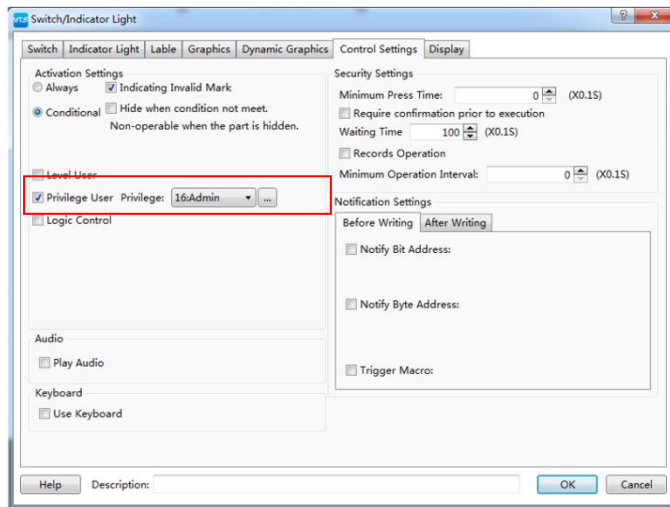 VTS Switch/Indicator Light
Switch Indicator Light Lable Graphics Dynamic Graphics Control Settings Display
Activation Settings
Always Indicating Invalid Mark
Conditional Hide when condition not meet.
Non-operable when the part is hidden.
Level User
Privilege User Privilege: 16:Admin ...
Logic Control
Audio
Play Audio
Keyboard
Use Keyboard
Security Settings
Minimum Press Time: 0 (X0.1S)
Require confirmation prior to execution
Waiting Time 100 (X0.1S)
Records Operation
Minimum Operation Interval: 0 (X0.1S)
Notification Settings
Before Writing After Writing
Notify Bit Address:
Notify Byte Address:
Trigger Macro:
Help Description: OK Cancel